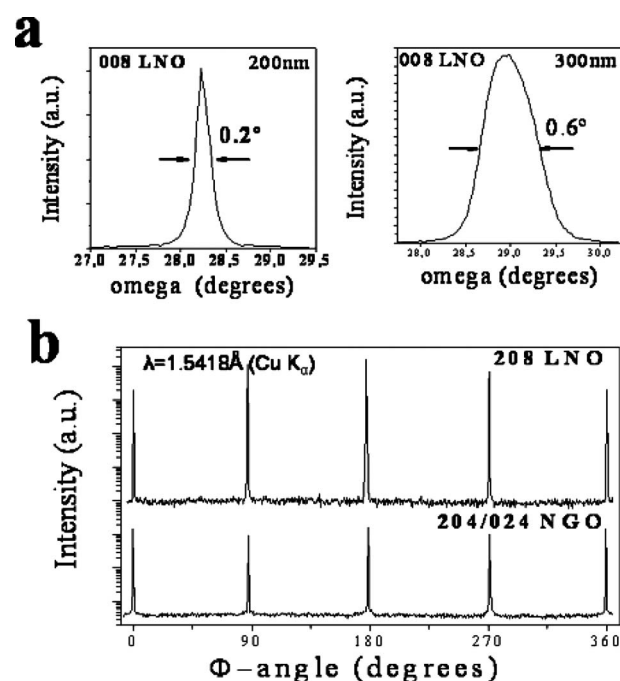 a
008 LNO 200nm
0.2°
Intensity (a.u.)
27,0 27,5 28,0 28,5 29,0 29,5
omega (degrees)
008 LNO 300nm
0.6°
Intensity (a.u.)
28,0 28,5 29,0 29,5 30,0
omega (degrees)
b
λ=1.5418Å (Cu Kα)
208 LNO
204/024 NGO
Intensity (a.u.)
0 90 180 270 360
Φ-angle (degrees)